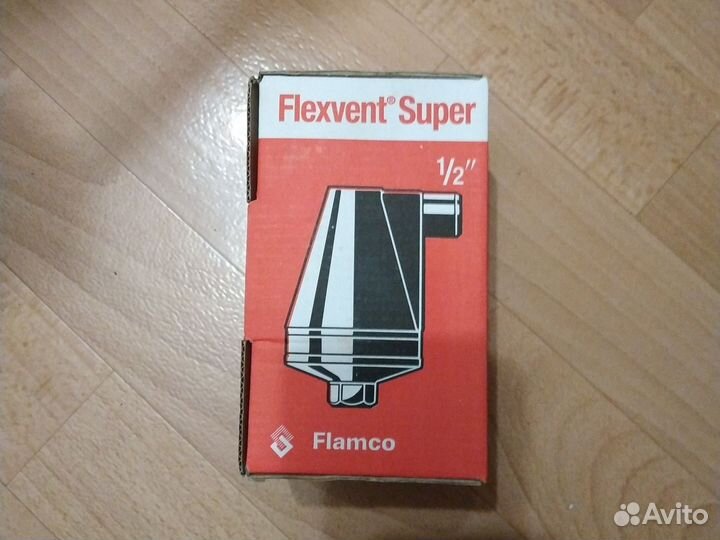 Flexvent® Super
1/2"
Flamco
Avito